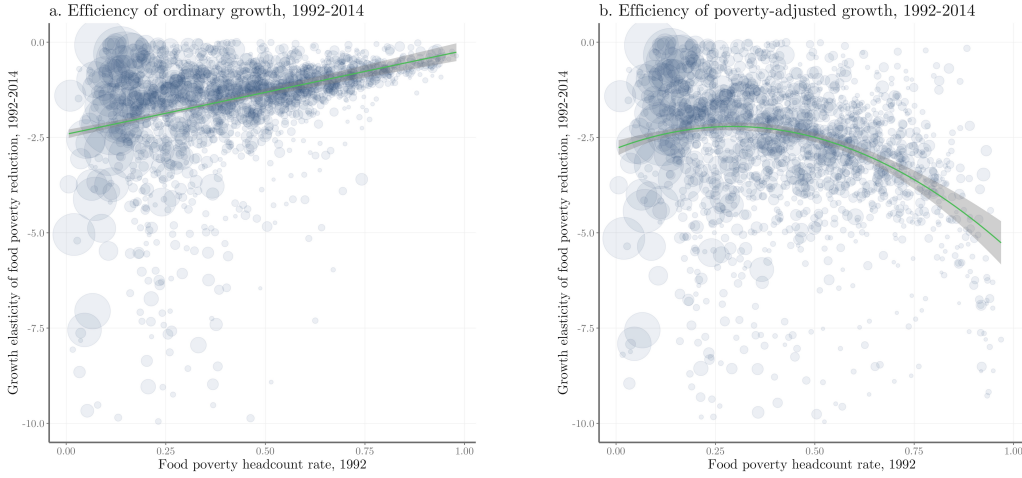 a. Efficiency of ordinary growth, 1992-2014
Growth elasticity of food poverty reduction, 1992-2014
0.0
-2.5
-5.0
-7.5
-10.0
0.00 0.25 0.50 0.75 1.00
Food poverty headcount rate, 1992
b. Efficiency of poverty-adjusted growth, 1992-2014
Growth elasticity of food poverty reduction, 1992-2014
0.0
-2.5
-5.0
-7.5
-10.0
0.00 0.25 0.50 0.75 1.00
Food poverty headcount rate, 1992